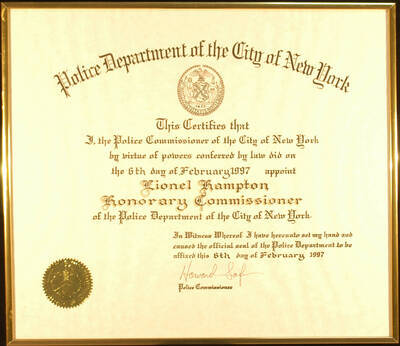 Police Department of the City of New York
This Certifies that
I, the Police Commissioner of the City of New York
by virtue of powers conferred by law did on
the 6th day of February 1997 appoint
Lionel Hampton
Honorary Commissioner
of the Police Department of the City of New York.
In Witness Whereof I have hereunto set my hand and
caused the official seal of the Police Department to be
affixed this 6th day of February 1997
Howard Saf
Police Commissioner